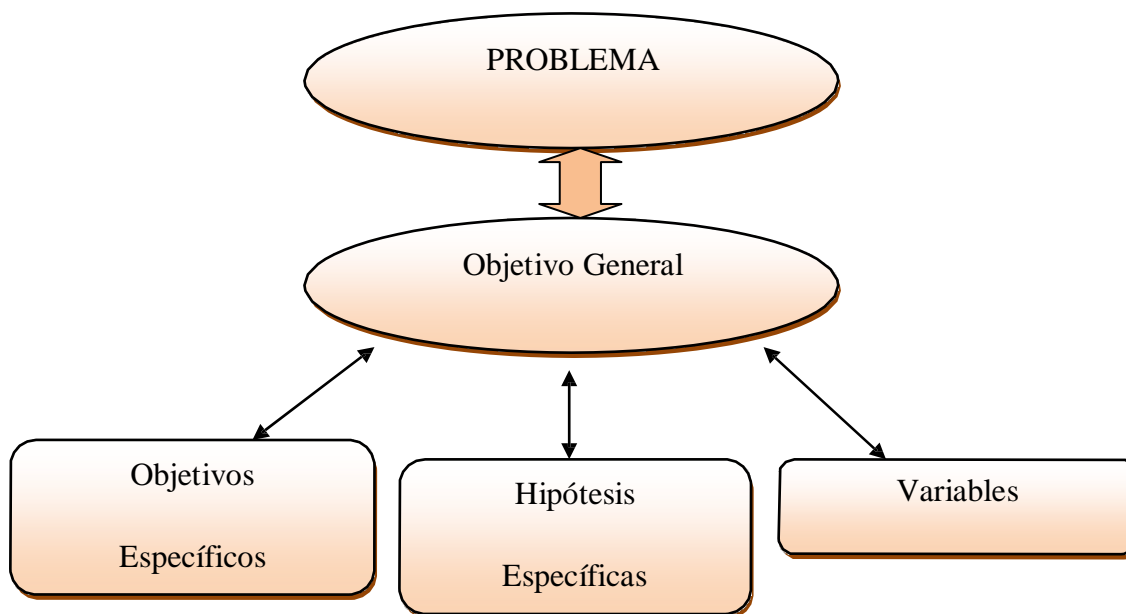 PROBLEMA
Objetivo General
Objetivos
Específicos
Hipótesis
Específicas
Variables